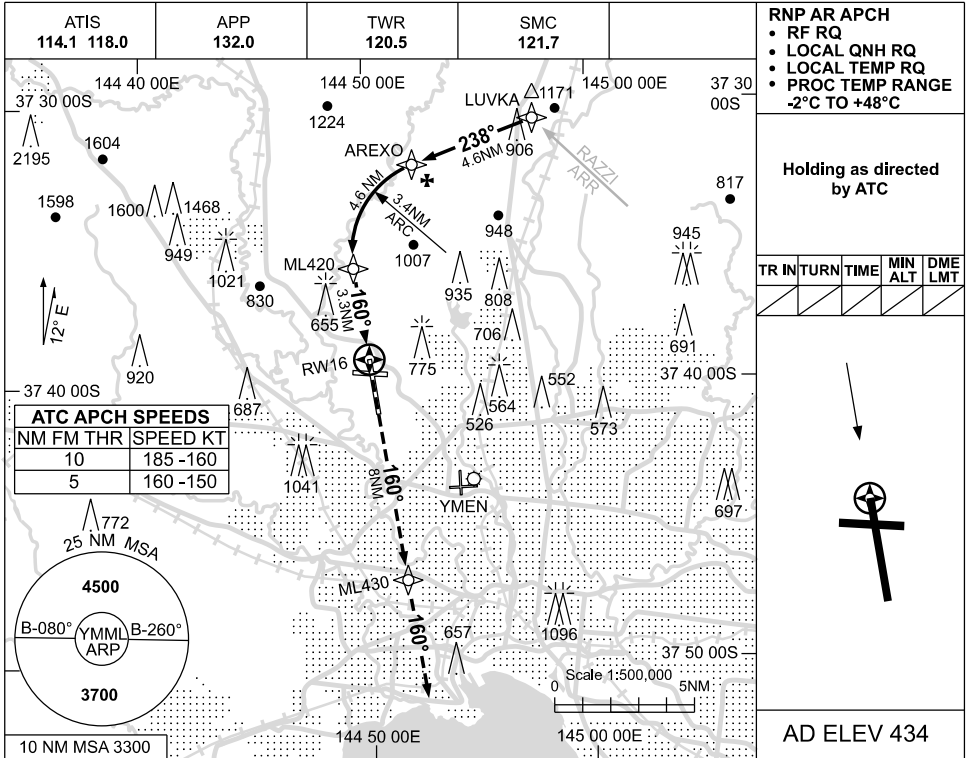 ATIS
114.1 118.0
APP
132.0
TWR
120.5
SMC
121.7
RNP AR APCH
• RF RQ
• LOCAL QNH RQ
• LOCAL TEMP RQ
• PROC TEMP RANGE
-2°C TO +48°C
Holding as directed
by ATC
TR IN
TURN
TIME
MIN
ALT
DME
LMT
AD ELEV 434
144 40 00E
144 50 00E
145 00 00E
37 30 00S
37 30
00S
LUVKA
1171
1224
906
238°
4.6NM
2195
1604
AREXO
RAZZI
ARR
817
1598
1600
1468
4.6 NM
3.4NM
ARC
948
949
1021
1007
945
ML420
935
808
830
12° E
655
160°
3.3NM
706
691
775
RW16
920
37 40 00S
37 40 00S
687
564
552
526
573
ATC APCH SPEEDS
NM FM THR
SPEED KT
10
185 -160
5
160 -150
1041
160°
8NM
YMEN
697
772
25 NM MSA
4500
B-080°
YMML
ARP
B-260°
3700
10 NM MSA 3300
ML430
160°
657
1096
37 50 00S
Scale 1:500,000
0
5NM
144 50 00E
145 00 00E